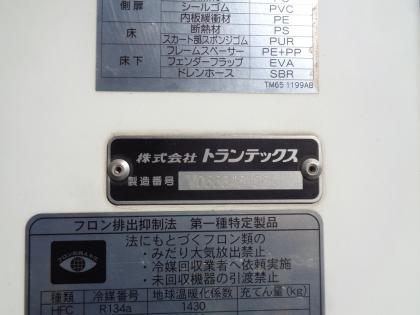 側扉 シールゴム PVC
内板緩衝材 PE
床 断熱材 PS
スカート部スポンジゴム PUR
床下 フレームスペーサー PE+PP
フェンダーフラップ EVA
ドレンホース SBR
TM65 1199AB
株式会社 トランテックス
製造番号
フロン排出抑制法 第一種特定製品
法にもとづくフロン類の
・みだり大気放出禁止。
・冷媒回収業者へ依頼実施
・未回収機器の引渡禁止
種類 冷媒番号 地球温暖化係数 充てん量(kg)
HFC R134a 1430